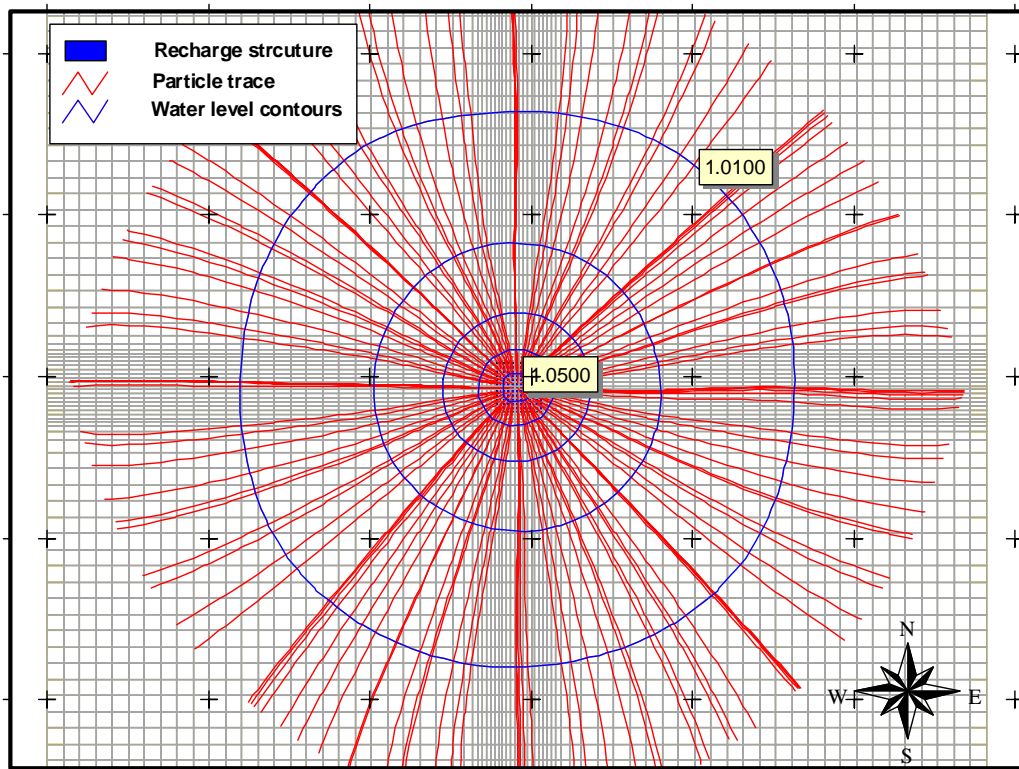 Recharge strcuture
Particle trace
Water level contours
1.0100
1.0500
N
W
E
S